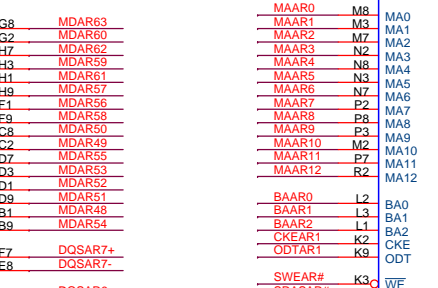 MAAR0 M8 MA0
G8 MDAR63 MAAR1 M3 MA1
G2 MDAR60 MAAR2 M7 MA2
H7 MDAR62 MAAR3 N2 MA3
H3 MDAR59 MAAR4 N8 MA4
H1 MDAR61 MAAR5 N3 MA5
H9 MDAR57 MAAR6 N7 MA6
F1 MDAR56 MAAR7 P2 MA7
F9 MDAR58 MAAR8 P8 MA8
C8 MDAR50 MAAR9 P3 MA9
C2 MDAR49 MAAR10 M2 MA10
D7 MDAR55 MAAR11 P7 MA11
D3 MDAR53 MAAR12 R2 MA12
D1 MDAR52
D9 MDAR51 BAAR0 L2 BA0
B1 MDAR48 BAAR1 L3 BA1
B9 MDAR54 BAAR2 L1 BA2
CKEAR1 K2 CKE
F7 DQSAR7+ ODTAR1 K9 ODT
E8 DQSAR7-
SWEAR# K3 WE